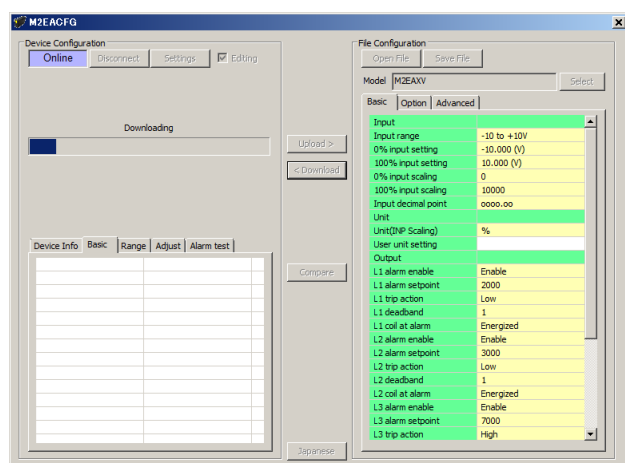 M2EACFG
Device Configuration
Online Disconnect Settings Editing
Downloading
Device Info Basic Range Adjust Alarm test
Upload >
< Download
Compare
Japanese
File Configuration
Open File Save File
Model M2EAXV Select
Basic Option Advanced
Input
Input range -10 to +10V
0% input setting -10.000 (V)
100% input setting 10.000 (V)
0% input scaling 0
100% input scaling 10000
Input decimal point oooo.oo
Unit
Unit(INP Scaling) %
User unit setting
Output
L1 alarm enable Enable
L1 alarm setpoint 2000
L1 trip action Low
L1 deadband 1
L1 coil at alarm Energized
L2 alarm enable Enable
L2 alarm setpoint 3000
L2 trip action Low
L2 deadband 1
L2 coil at alarm Energized
L3 alarm enable Enable
L3 alarm setpoint 7000
L3 trip action High